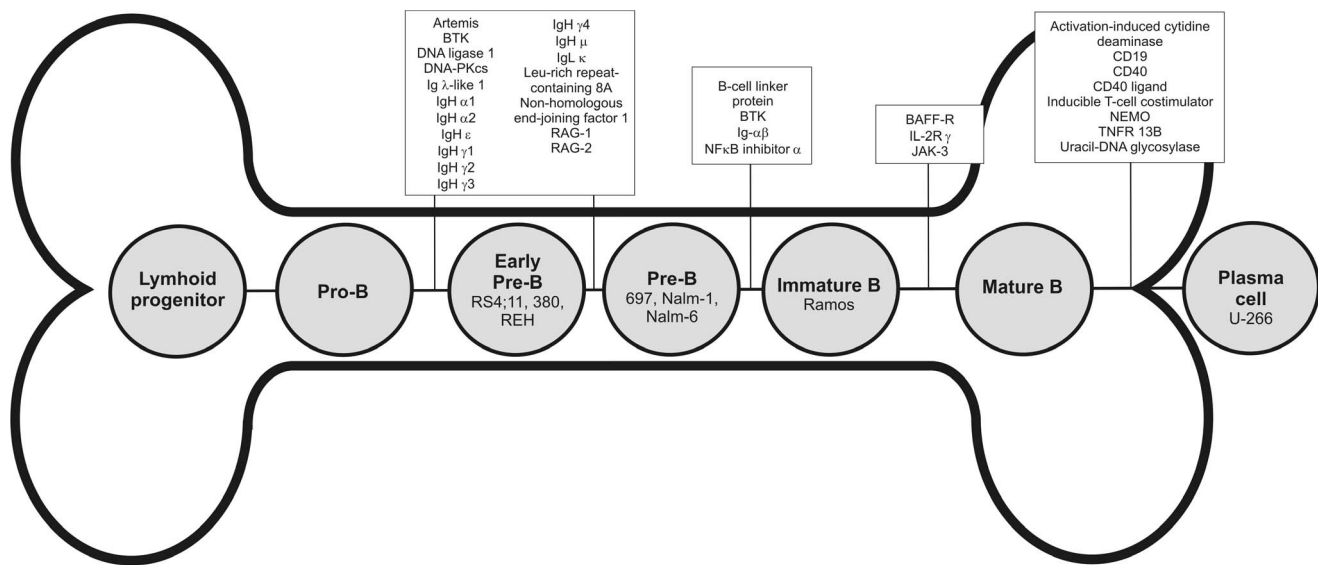 Artemis
BTK
DNA ligase 1
DNA-PKcs
Ig λ-like 1
IgH α1
IgH α2
IgH ε
IgH γ1
IgH γ2
IgH γ3
IgH γ4
IgH μ
IgL κ
Leu-rich repeat-
containing 8A
Non-homologous
end-joining factor 1
RAG-1
RAG-2
B-cell linker
protein
BTK
Ig-αβ
NFκB inhibitor α
BAFF-R
IL-2R γ
JAK-3
Activation-induced cytidine
deaminase
CD19
CD40
CD40 ligand
Inducible T-cell costimulator
NEMO
TNFR 13B
Uracil-DNA glycosylase
Lymhoid
progenitor
Pro-B
Early
Pre-B
RS4;11, 380,
REH
Pre-B
697, Nalm-1,
Nalm-6
Immature B
Ramos
Mature B
Plasma
cell
U-266